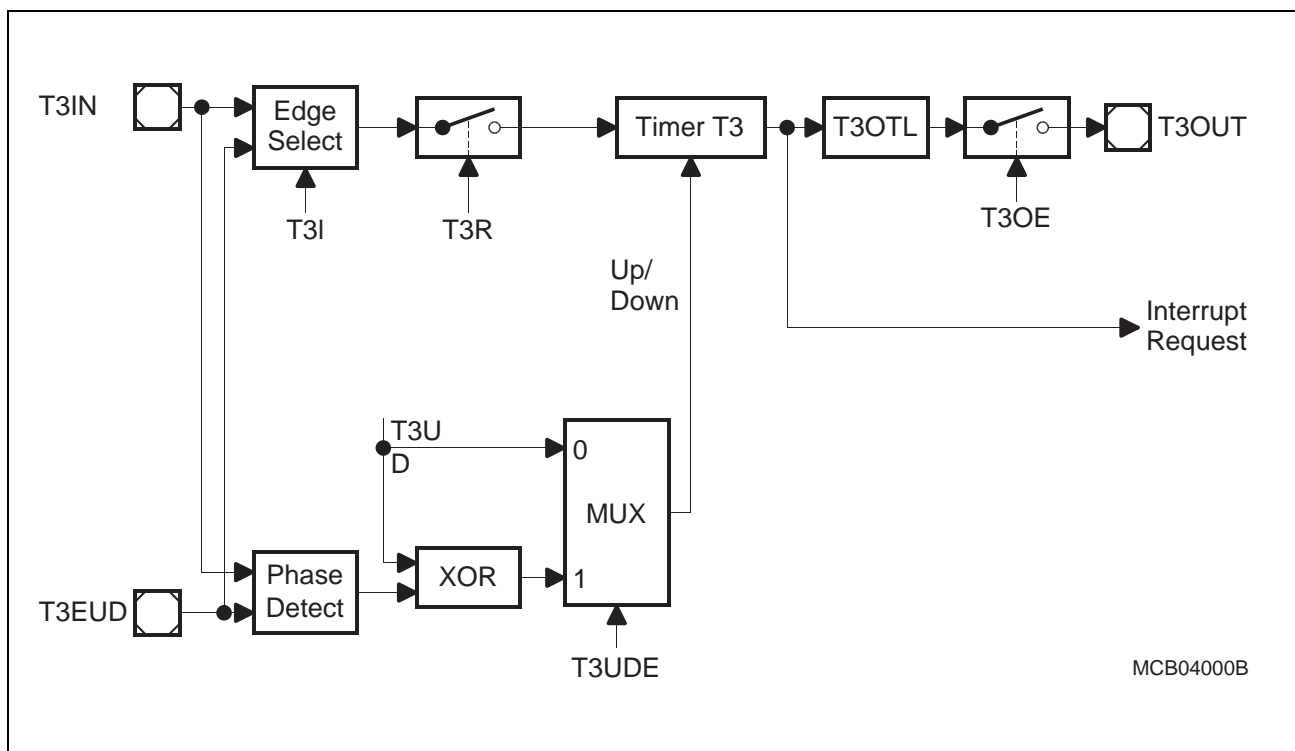 T3IN
Edge
Select
T3I
T3R
Timer T3
T3OTL
T3OE
T3OUT
Up/
Down
Interrupt
Request
T3U
D
0
MUX
1
XOR
Phase
Detect
T3EUD
T3UDE
MCB04000B